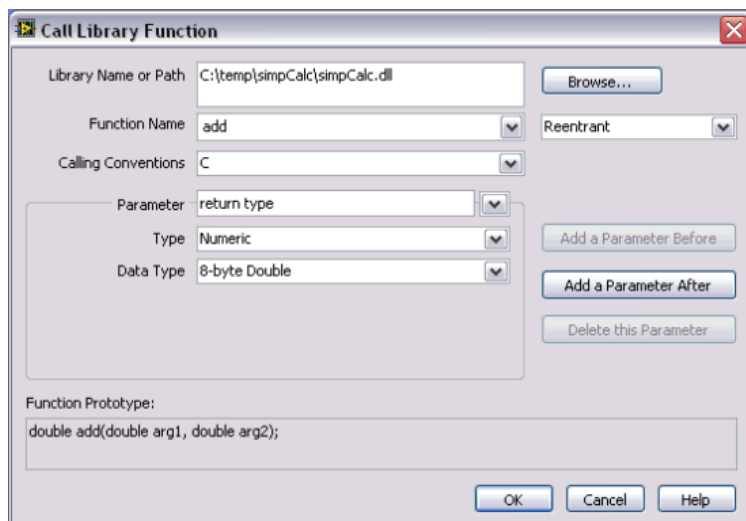 Call Library Function
Library Name or Path C:\temp\simpCalc\simpCalc.dll Browse...
Function Name add Reentrant
Calling Conventions C
Parameter return type
Type Numeric Add a Parameter Before
Data Type 8-byte Double Add a Parameter After
Delete this Parameter
Function Prototype:
double add(double arg1, double arg2);
OK Cancel Help